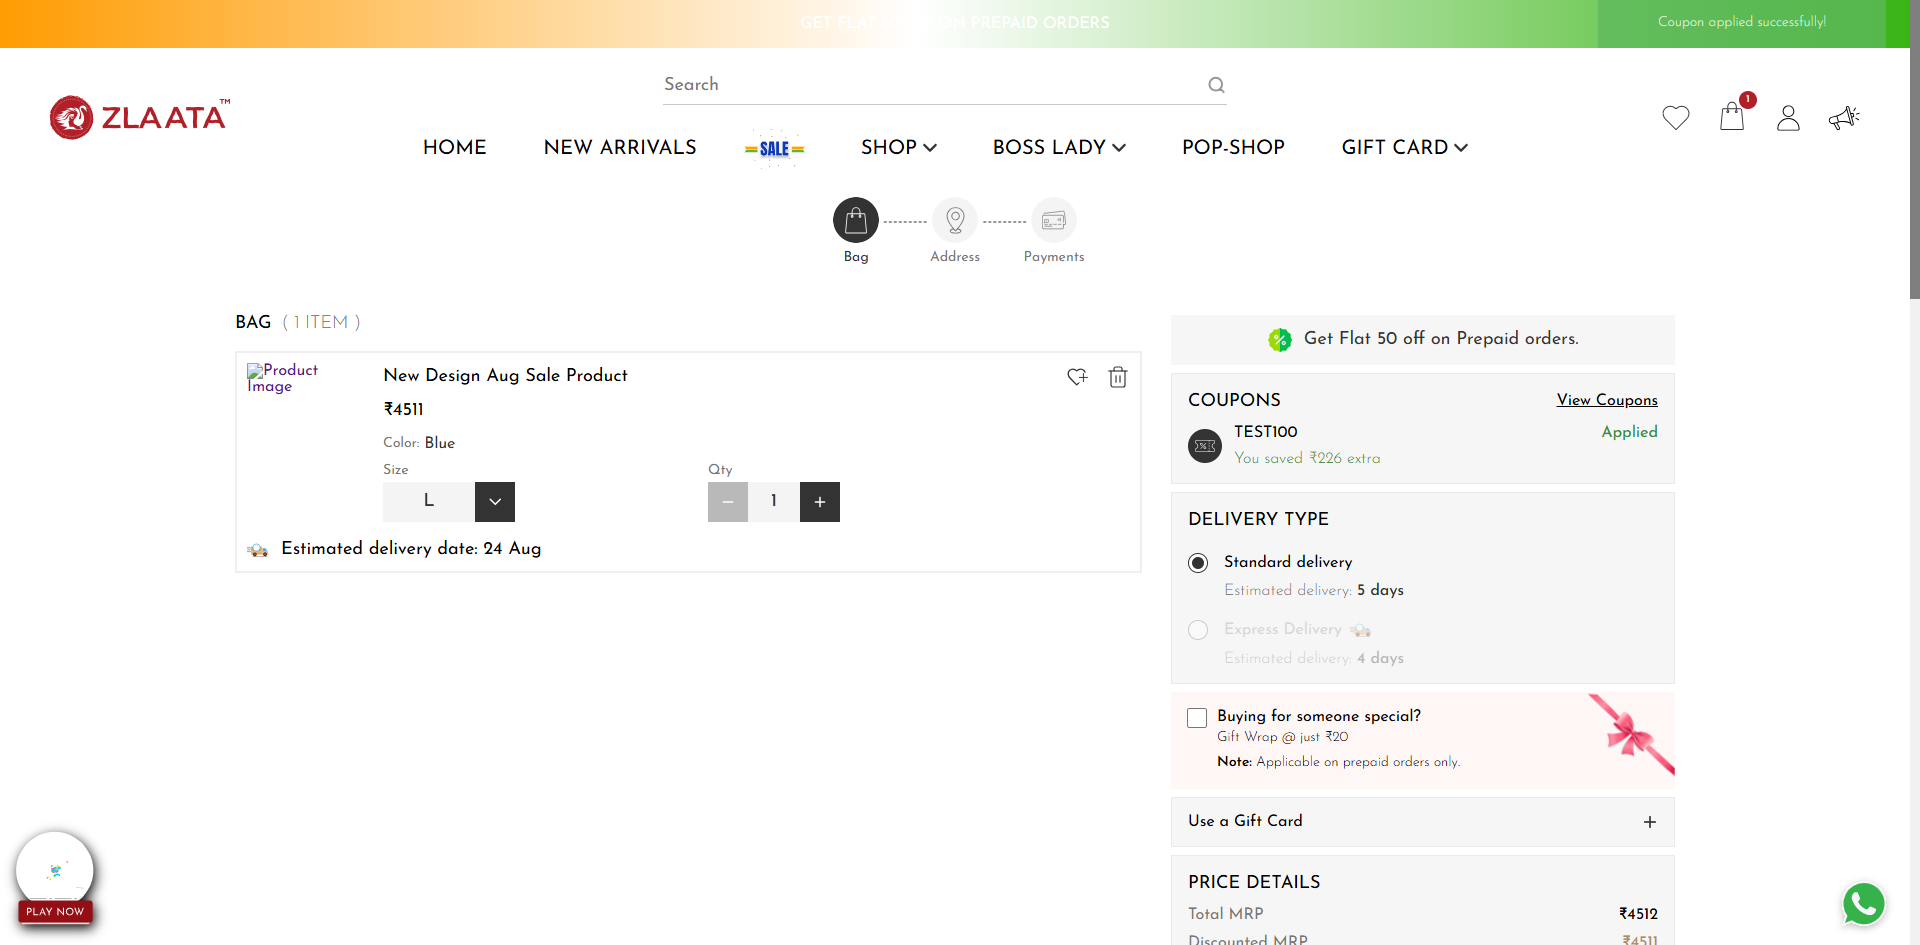 GET FLAT 50 OFF ON PREPAID ORDERS
Coupon applied successfully!
Search
ZLAATA™
1
HOME
NEW ARRIVALS
SALE
SHOP
BOSS LADY
POP-SHOP
GIFT CARD
Bag
Address
Payments
BAG ( 1 ITEM )
Product Image
New Design Aug Sale Product
₹4511
Color: Blue
Size
Qty
L
1
Estimated delivery date: 24 Aug
Get Flat 50 off on Prepaid orders.
COUPONS
View Coupons
TEST100
Applied
You saved ₹226 extra
DELIVERY TYPE
Standard delivery
Estimated delivery: 5 days
Express Delivery
Estimated delivery: 4 days
Buying for someone special?
Gift Wrap @ just ₹20
Note: Applicable on prepaid orders only.
Use a Gift Card
PRICE DETAILS
Total MRP ₹4512
Discounted MRP ₹4511
PLAY NOW